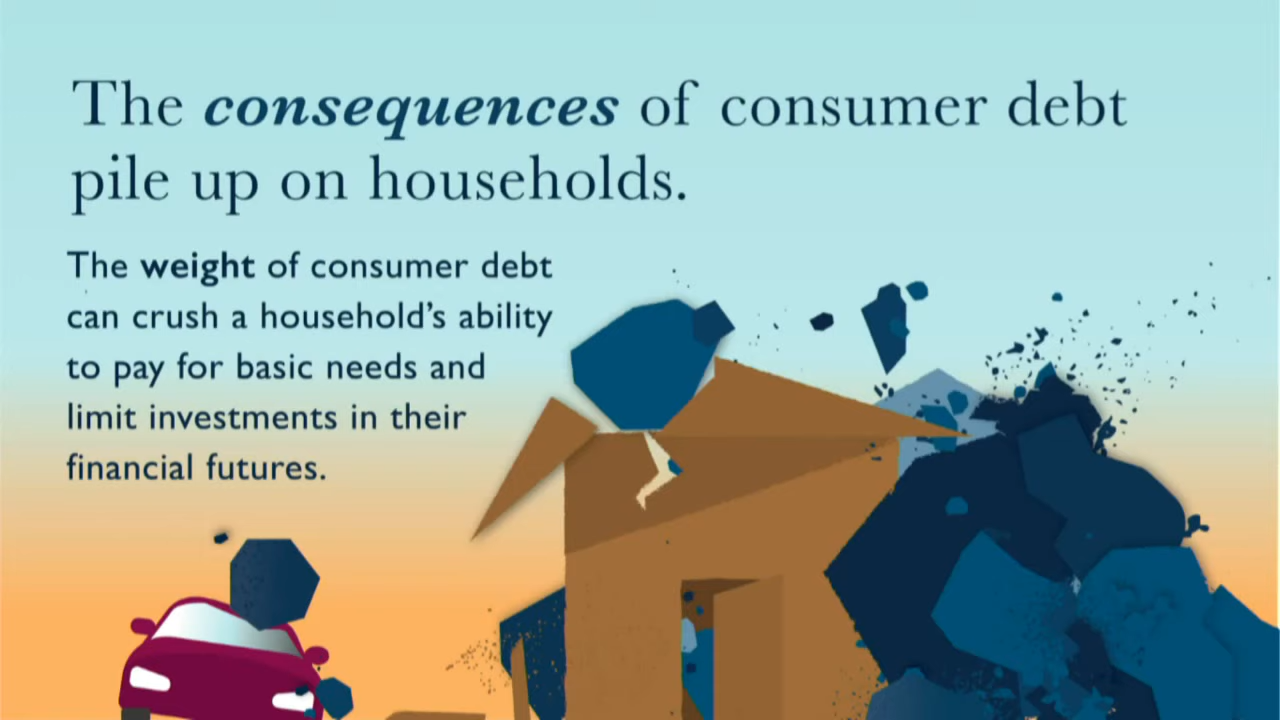 The consequences of consumer debt
pile up on households.
The weight of consumer debt
can crush a household’s ability
to pay for basic needs and
limit investments in their
financial futures.